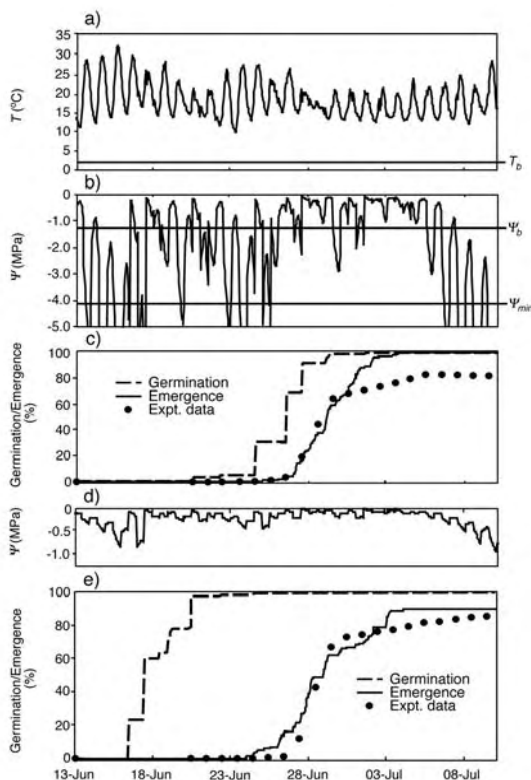 a)
35
30
25
20
15
10
5
0
T (°C)
T_b
b)
0
-1.0
-2.0
-3.0
-4.0
-5.0
Ψ (MPa)
Ψ_b
Ψ_min
c)
100
80
60
40
20
0
Germination/Emergence
(%)
Germination
Emergence
Expt. data
d)
0
-0.5
-1.0
Ψ (MPa)
e)
100
80
60
40
20
0
Germination/Emergence
(%)
Germination
Emergence
Expt. data
13-Jun 18-Jun 23-Jun 28-Jun 03-Jul 08-Jul